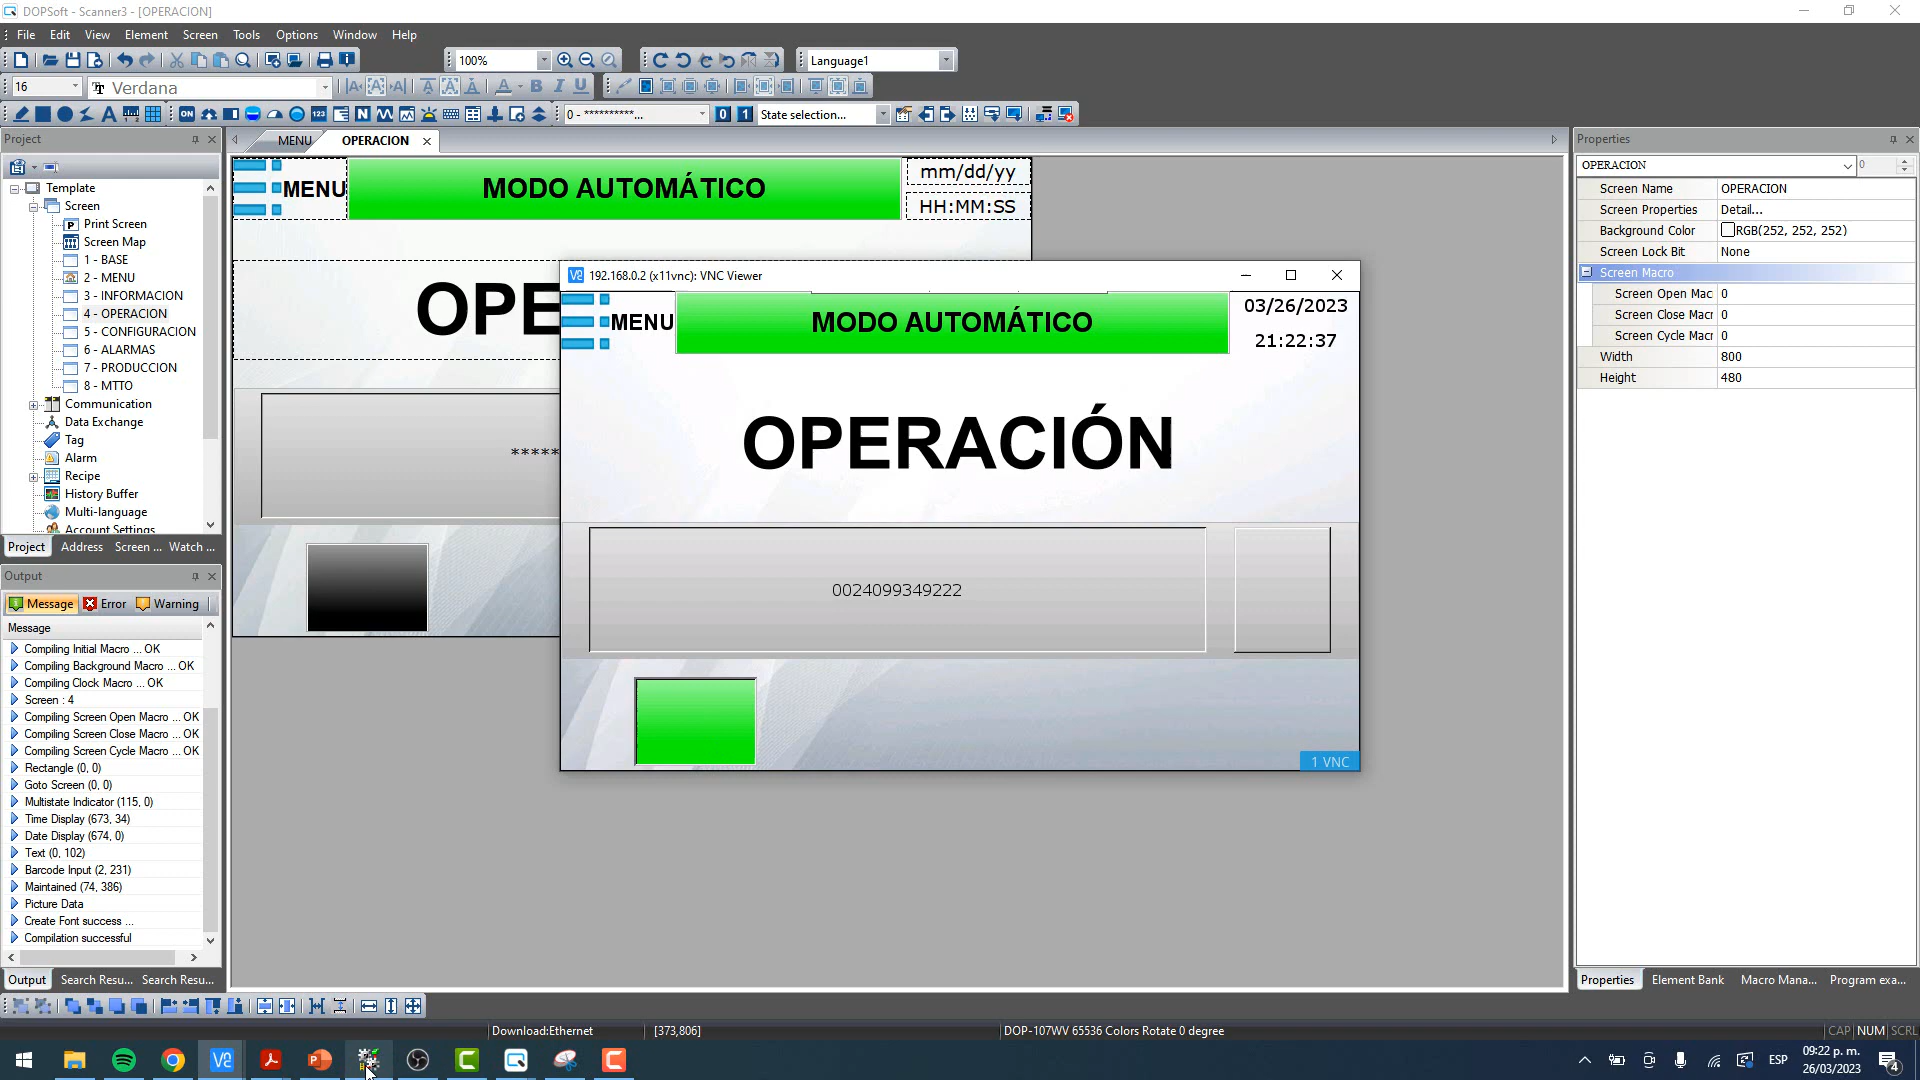 DOPSoft - Scanner3 - [OPERACION]
File Edit View Element Screen Tools Options Window Help
100% Language1
16 Verdana
0 - **********... State selection...
Project
MENU OPERACION
Properties
Template
Screen
Print Screen
Screen Map
1 - BASE
2 - MENU
3 - INFORMACION
4 - OPERACION
5 - CONFIGURACION
6 - ALARMAS
7 - PRODUCCION
8 - MTTO
Communication
Data Exchange
Tag
Alarm
Recipe
History Buffer
Multi-language
Account Settings
Project Address Screen ... Watch ...
Output
Message Error Warning
Message
Compiling Initial Macro ... OK
Compiling Background Macro ... OK
Compiling Clock Macro ... OK
Screen : 4
Compiling Screen Open Macro ... OK
Compiling Screen Close Macro ... OK
Compiling Screen Cycle Macro ... OK
Rectangle (0, 0)
Goto Screen (0, 0)
Multistate Indicator (115, 0)
Time Display (673, 34)
Date Display (674, 0)
Text (0, 102)
Barcode Input (2, 231)
Maintained (74, 386)
Picture Data
Create Font success ...
Compilation successful
Output Search Resu... Search Resu...
MENU MODO AUTOMÁTICO mm/dd/yy
HH:MM:SS
OPE
*****
192.168.0.2 (x11vnc): VNC Viewer
MENU MODO AUTOMÁTICO 03/26/2023
21:22:37
OPERACIÓN
0024099349222
1 VNC
OPERACION 0
Screen Name OPERACION
Screen Properties Detail...
Background Color RGB(252, 252, 252)
Screen Lock Bit None
Screen Macro
Screen Open Mac 0
Screen Close Macr 0
Screen Cycle Macr 0
Width 800
Height 480
Properties Element Bank Macro Mana... Program exa...
Download:Ethernet [373,806] DOP-107WV 65536 Colors Rotate 0 degree CAP NUM SCRL
ESP 09:22 p. m.
26/03/2023
4